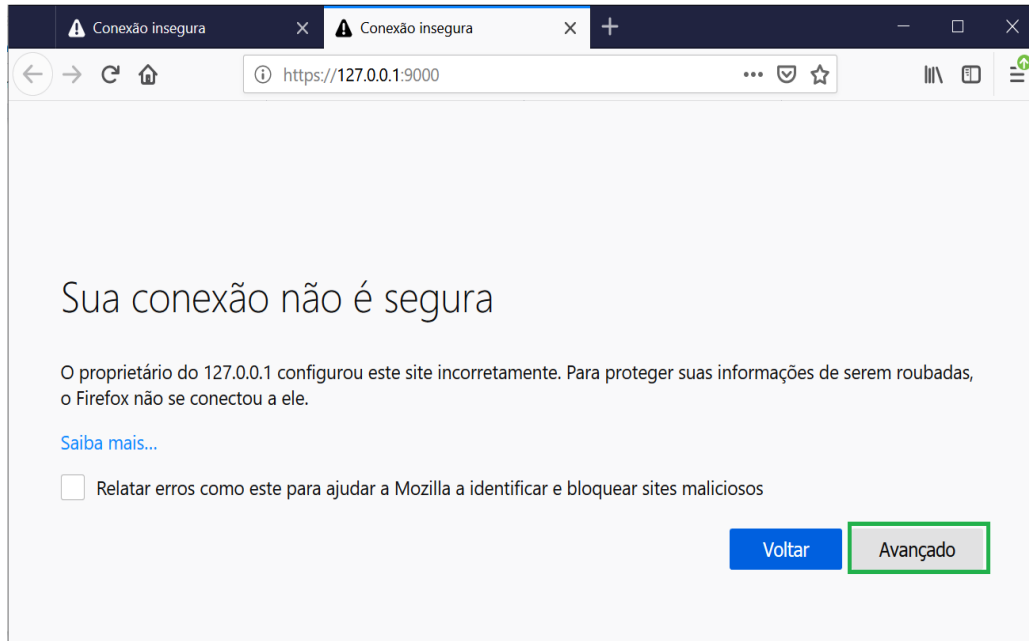 Conexão insegura
Conexão insegura
https://127.0.0.1:9000
Sua conexão não é segura
O proprietário do 127.0.0.1 configurou este site incorretamente. Para proteger suas informações de serem roubadas,
o Firefox não se conectou a ele.
Saiba mais...
Relatar erros como este para ajudar a Mozilla a identificar e bloquear sites maliciosos
Voltar
Avançado